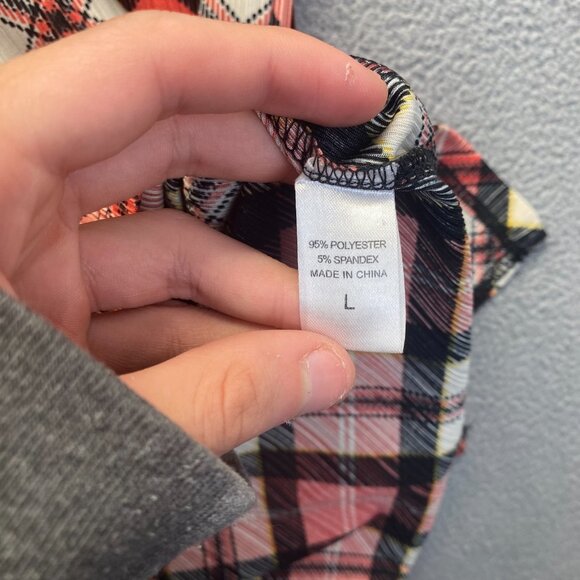 95% POLYESTER
5% SPANDEX
MADE IN CHINA
L